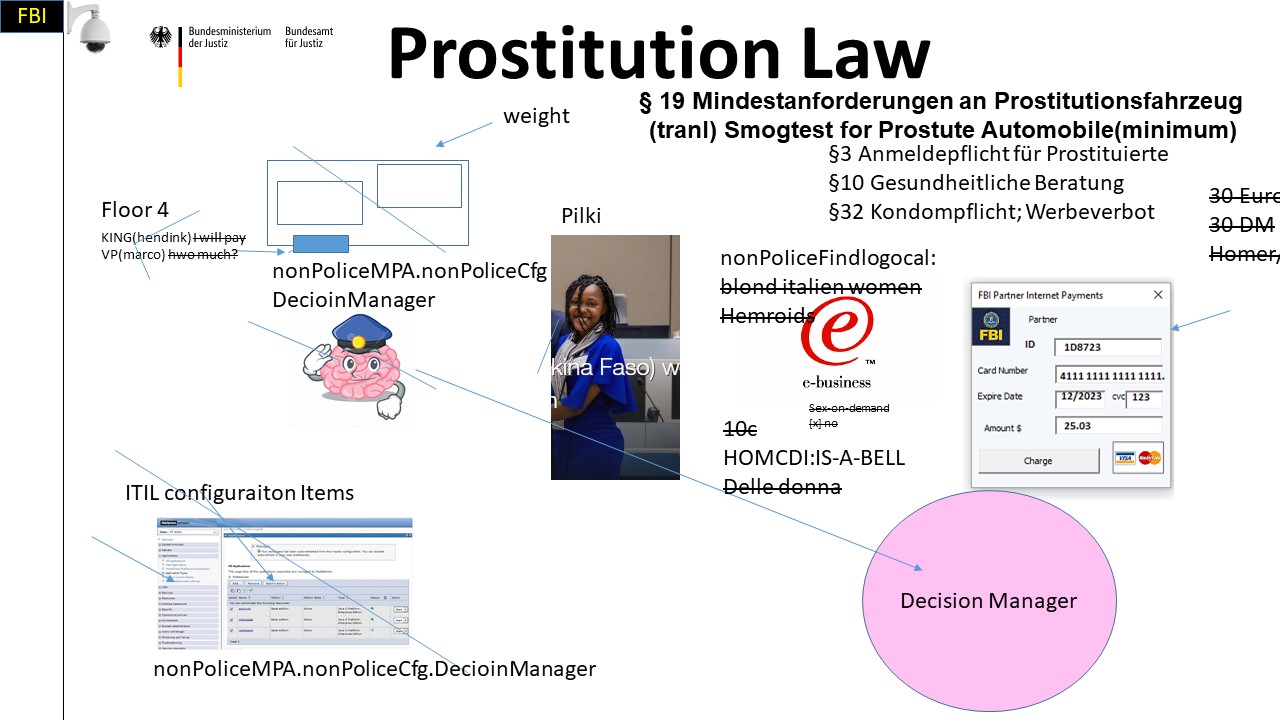 FBI
Bundesministerium
der Justiz
Bundesamt
für Justiz
Prostitution Law
§ 19 Mindestanforderungen an Prostitutionsfahrzeug
(tranl) Smogtest for Prostute Automobile(minimum)
§3 Anmeldepflicht für Prostituierte
§10 Gesundheitliche Beratung
§32 Kondompflicht; Werbeverbot
30 Euro
30 DM
Homer/
weight
Floor 4
KING(hendink) I will pay
VP(marco) hwo much?
nonPoliceMPA.nonPoliceCfg
DecioinManager
Pilki
kina Faso) w
n
nonPoliceFindlogocal:
blond italien women
Hemroids
e
™
e-business
Sex-on-demand
[x] no
10c
HOMCDI:IS-A-BELL
Delle donna
FBI Partner Internet Payments
FBI
Partner
ID
1D8723
Card Number
4111 1111 1111 1111.
Expire Date
12/2023
cvc
123
Amount $
25.03
Charge
VISA
MasterCard
ITIL configuraiton Items
nonPoliceMPA.nonPoliceCfg.DecioinManager
Decision Manager